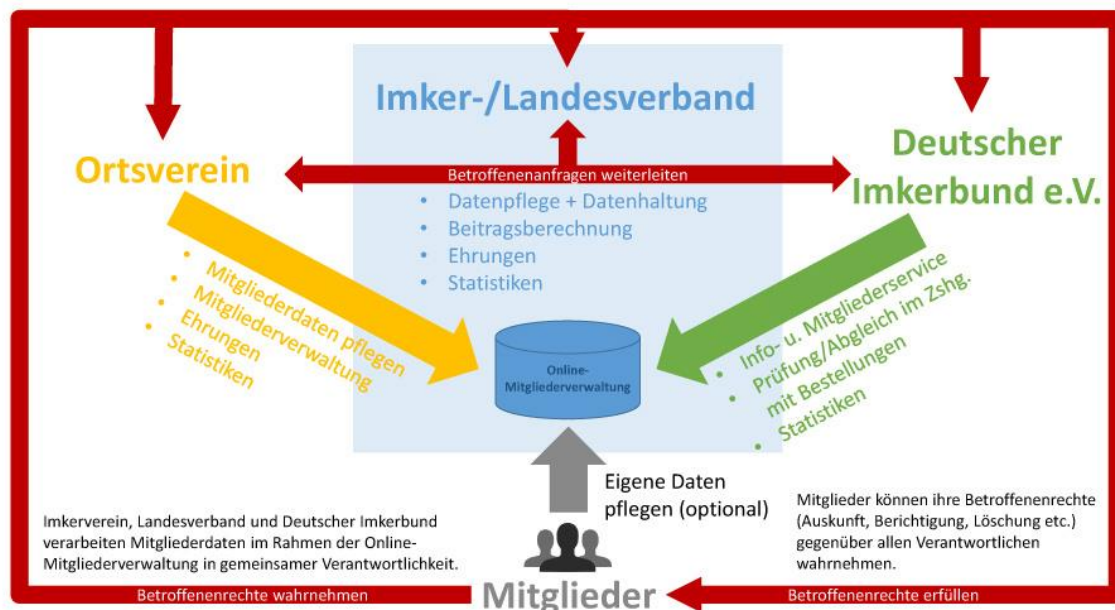 Imker-/Landesverband
Ortsverein
Deutscher
Imkerbund e.V.
Betroffenenanfragen weiterleiten
• Datenpflege + Datenhaltung
• Beitragsberechnung
• Ehrungen
• Statistiken
• Mitgliederdaten pflegen
• Mitgliederverwaltung
• Ehrungen
• Statistiken
• Info- u. Mitgliederservice
• Prüfung/Abgleich im Zshg.
mit Bestellungen
• Statistiken
Online-
Mitgliederverwaltung
Eigene Daten
pflegen (optional)
Imkerverein, Landesverband und Deutscher Imkerbund
verarbeiten Mitgliederdaten im Rahmen der Online-
Mitgliederverwaltung in gemeinsamer Verantwortlichkeit.
Mitglieder können ihre Betroffenenrechte
(Auskunft, Berichtigung, Löschung etc.)
gegenüber allen Verantwortlichen
wahrnehmen.
Betroffenenrechte wahrnehmen
Mitglieder
Betroffenenrechte erfüllen